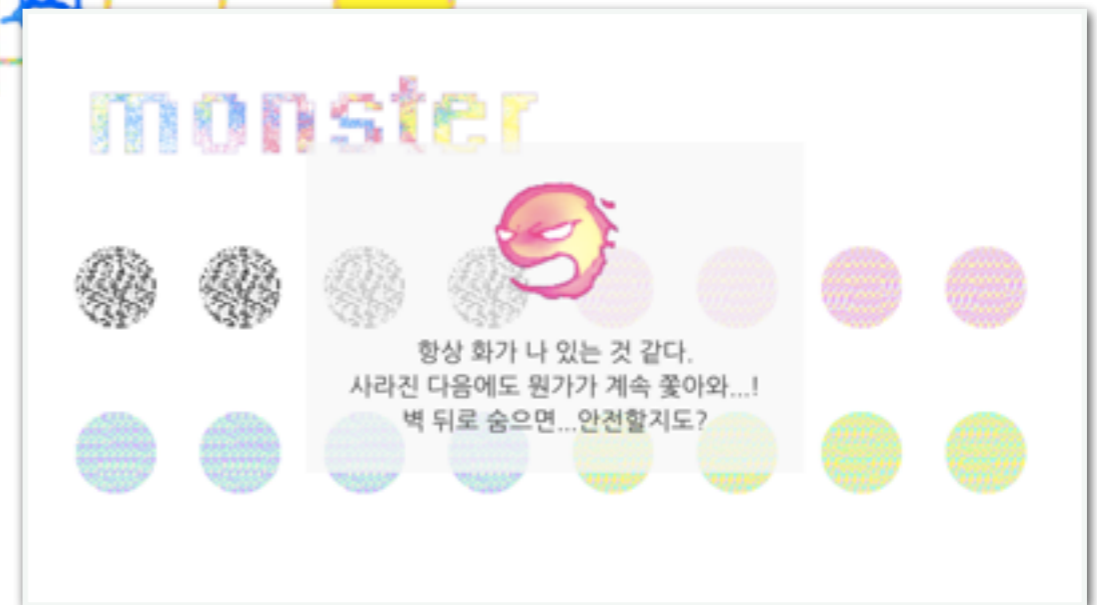 monster
항상 화가 나 있는 것 같다.
사라진 다음에도 뭔가가 계속 쫓아와...!
벽 뒤로 숨으면...안전할지도?